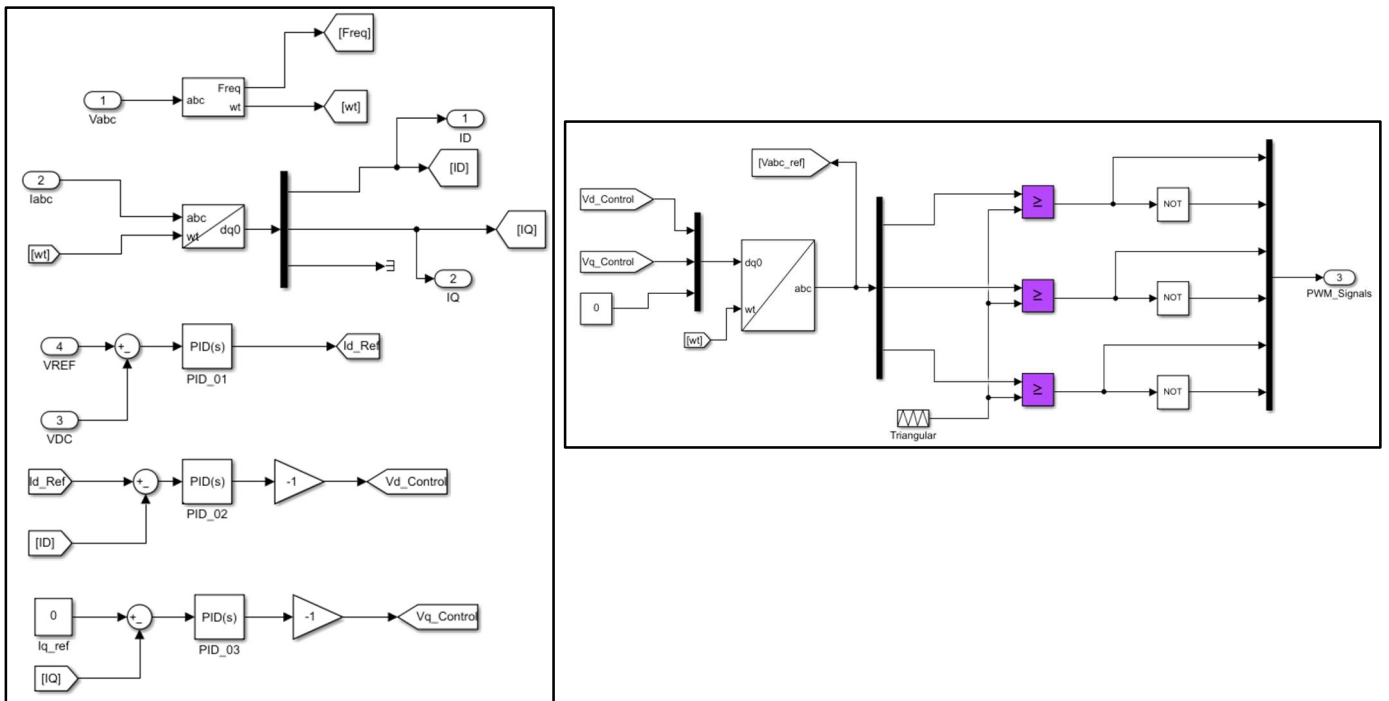 [Freq]
1
Vabc
abc
Freq
wt
[wt]
1
ID
[ID]
2
Iabc
[wt]
abc
wt
dq0
[IQ]
2
IQ
4
VREF
+
-
PID(s)
PID_01
Id_Ref
3
VDC
Id_Ref
+
-
PID(s)
PID_02
-1
Vd_Control
[ID]
0
Iq_ref
+
-
PID(s)
PID_03
-1
Vq_Control
[IQ]
[Vabc_ref]
Vd_Control
Vq_Control
0
[wt]
dq0
wt
abc
≥
NOT
≥
NOT
≥
NOT
Triangular
3
PWM_Signals